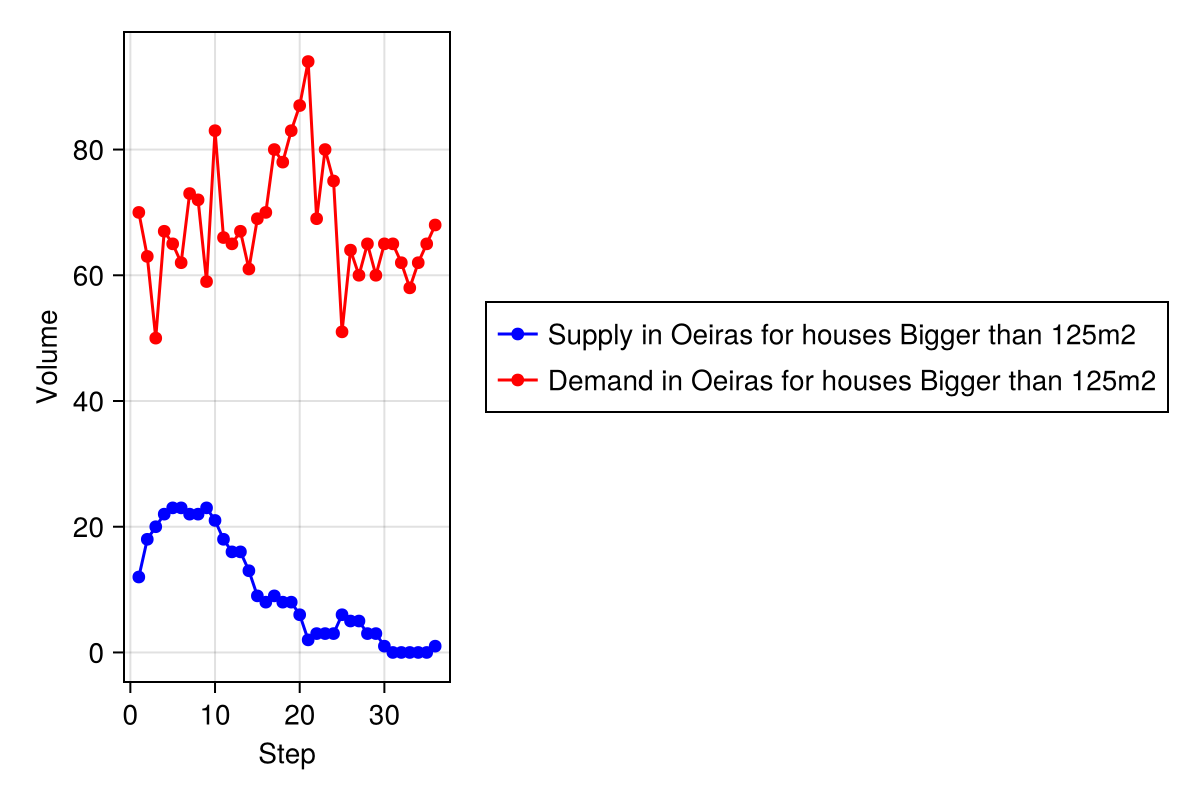 Volume
80
60
40
20
0
0 10 20 30
Step
Supply in Oeiras for houses Bigger than 125m2
Demand in Oeiras for houses Bigger than 125m2